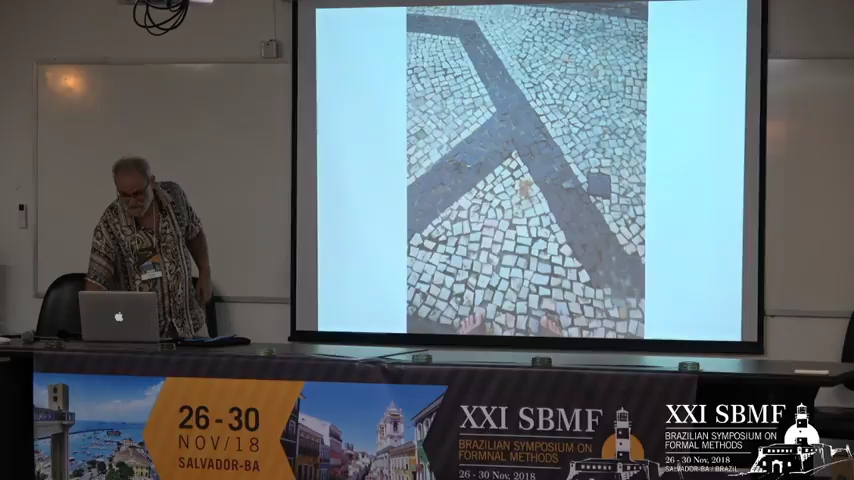 26-30
NOV/18
SALVADOR-BA
XXI SBMF
BRAZILIAN SYMPOSIUM ON
FORMNAL METHODS
26 - 30 Nov, 2018
XXI SBMF
BRAZILIAN SYMPOSIUM ON
FORMAL METHODS
26 - 30 Nov, 2018
SALVADOR-BA / BRAZIL